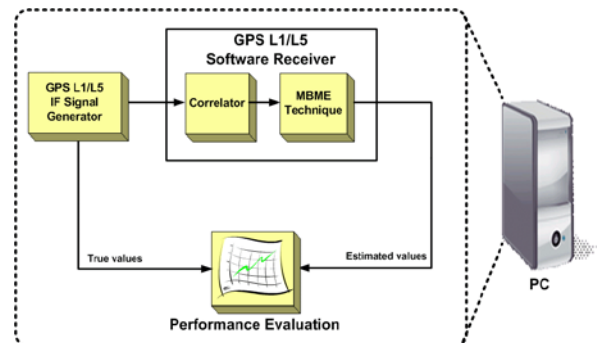 GPS L1/L5
Software Receiver
GPS L1/L5
IF Signal
Generator
Correlator
MBME
Technique
True values
Estimated values
Performance Evaluation
PC